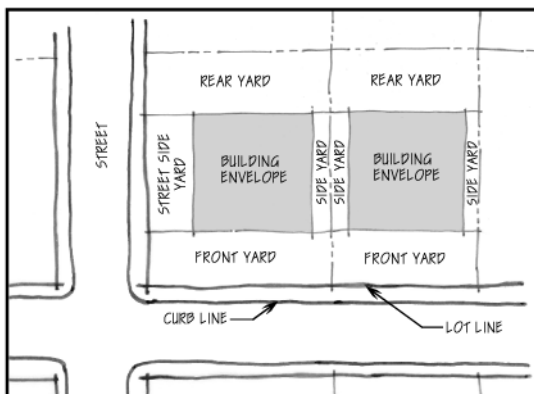 REAR YARD
REAR YARD
STREET
STREET SIDE
YARD
BUILDING
ENVELOPE
SIDE YARD
SIDE YARD
BUILDING
ENVELOPE
SIDE YARD
FRONT YARD
FRONT YARD
CURB LINE
LOT LINE